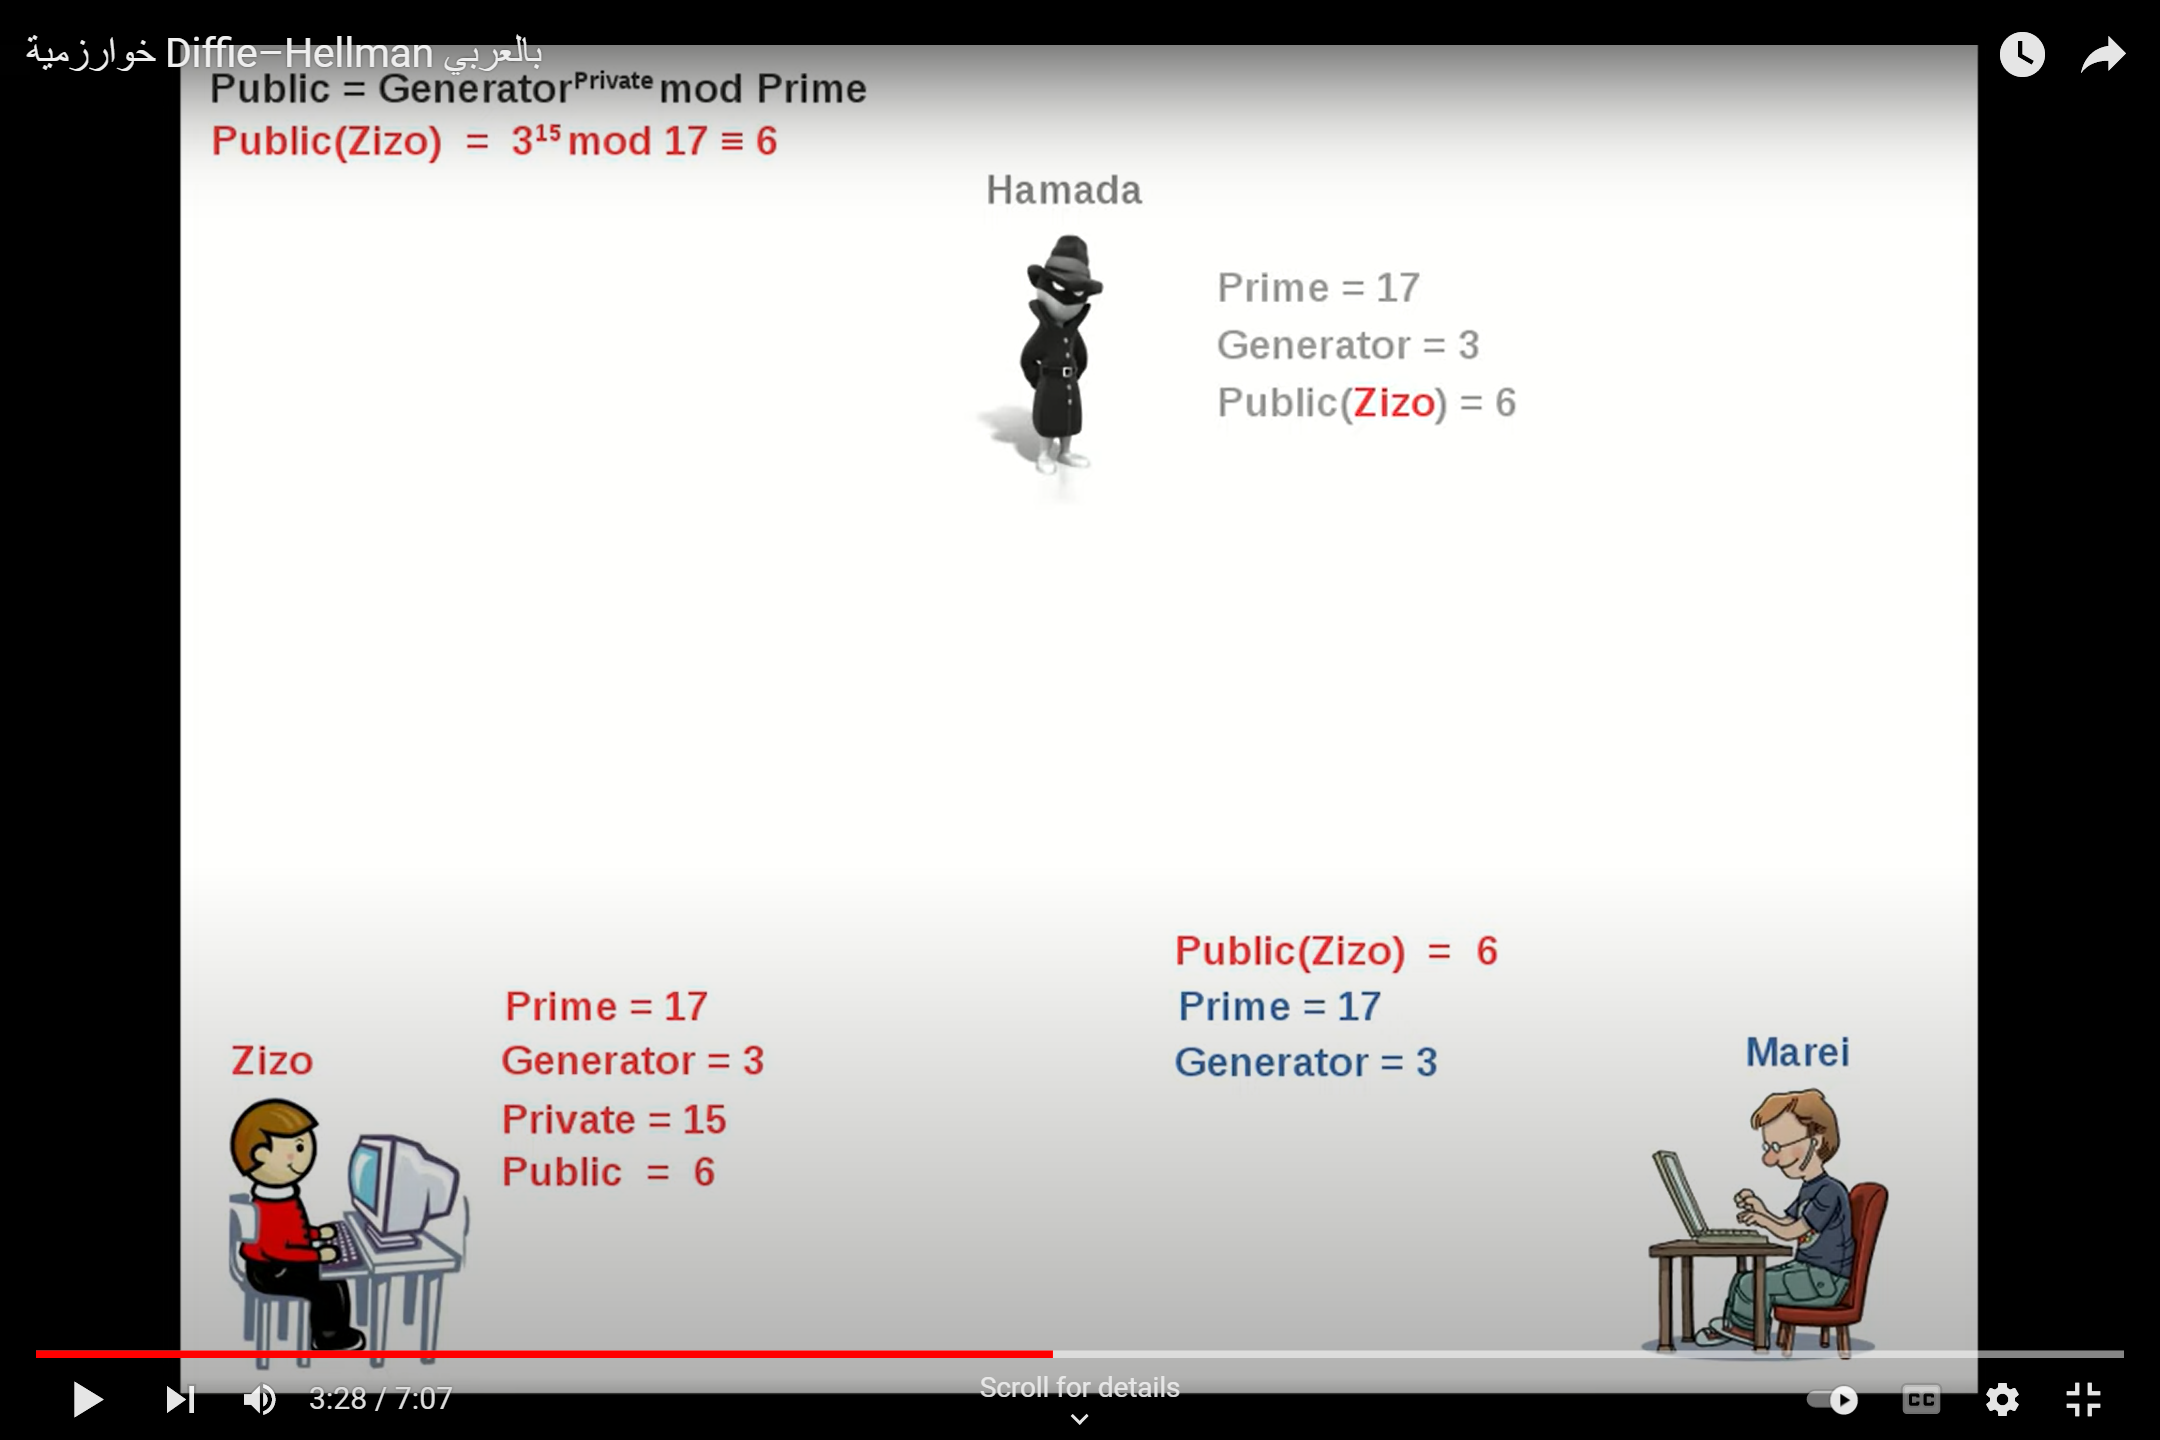 خوارزمية Diffie–Hellman بالعربي
Public = Generator^Private mod Prime
Public(Zizo) = 3^15 mod 17 ≡ 6
Hamada
Prime = 17
Generator = 3
Public(Zizo) = 6
Public(Zizo) = 6
Prime = 17
Generator = 3
Marei
Prime = 17
Zizo
Generator = 3
Private = 15
Public = 6
3:28 / 7:07
Scroll for details
CC